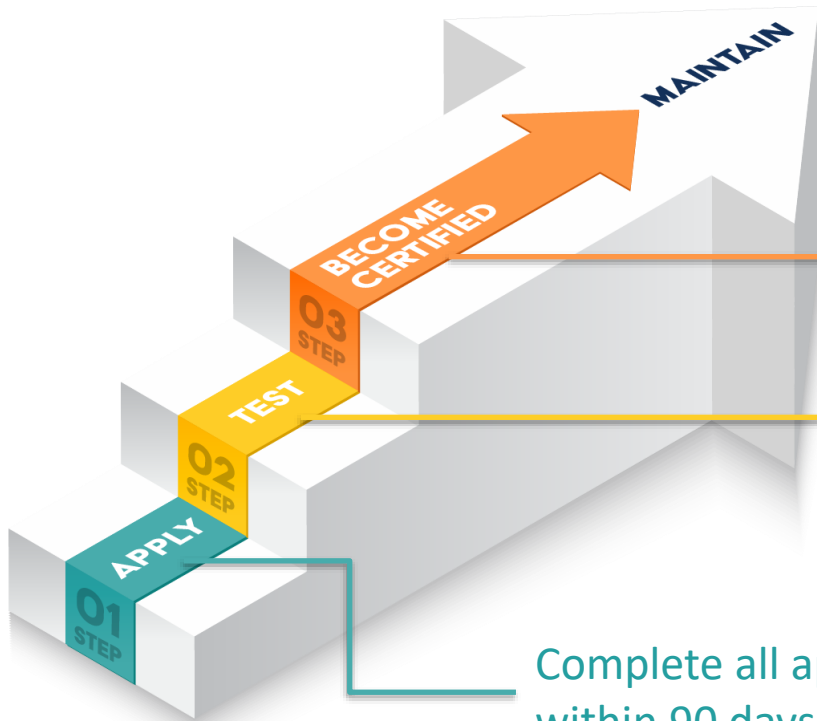 MAINTAIN
BECOME
CERTIFIED
03
STEP
TEST
02
STEP
APPLY
01
STEP
Complete all
within 90 days